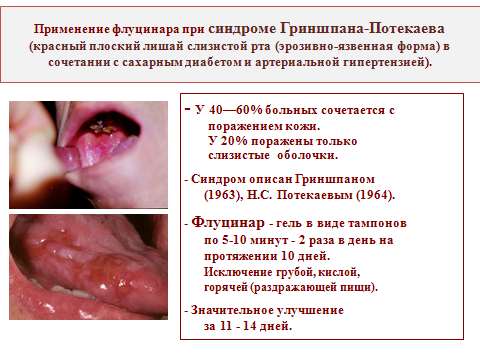 Применение флуцинара при синдроме Гриншпана-Потекаева
(красный плоский лишай слизистой рта (эрозивно-язвенная форма) в
сочетании с сахарным диабетом и артериальной гипертензией).
- У 40—60% больных сочетается с
поражением кожи.
У 20% поражены только
слизистые оболочки.
- Синдром описан Гриншпаном
(1963), Н.С. Потекаевым (1964).
- Флуцинар - гель в виде тампонов
по 5-10 минут - 2 раза в день на
протяжении 10 дней.
Исключение грубой, кислой,
горячей (раздражающей пищи).
- Значительное улучшение
за 11 - 14 дней.